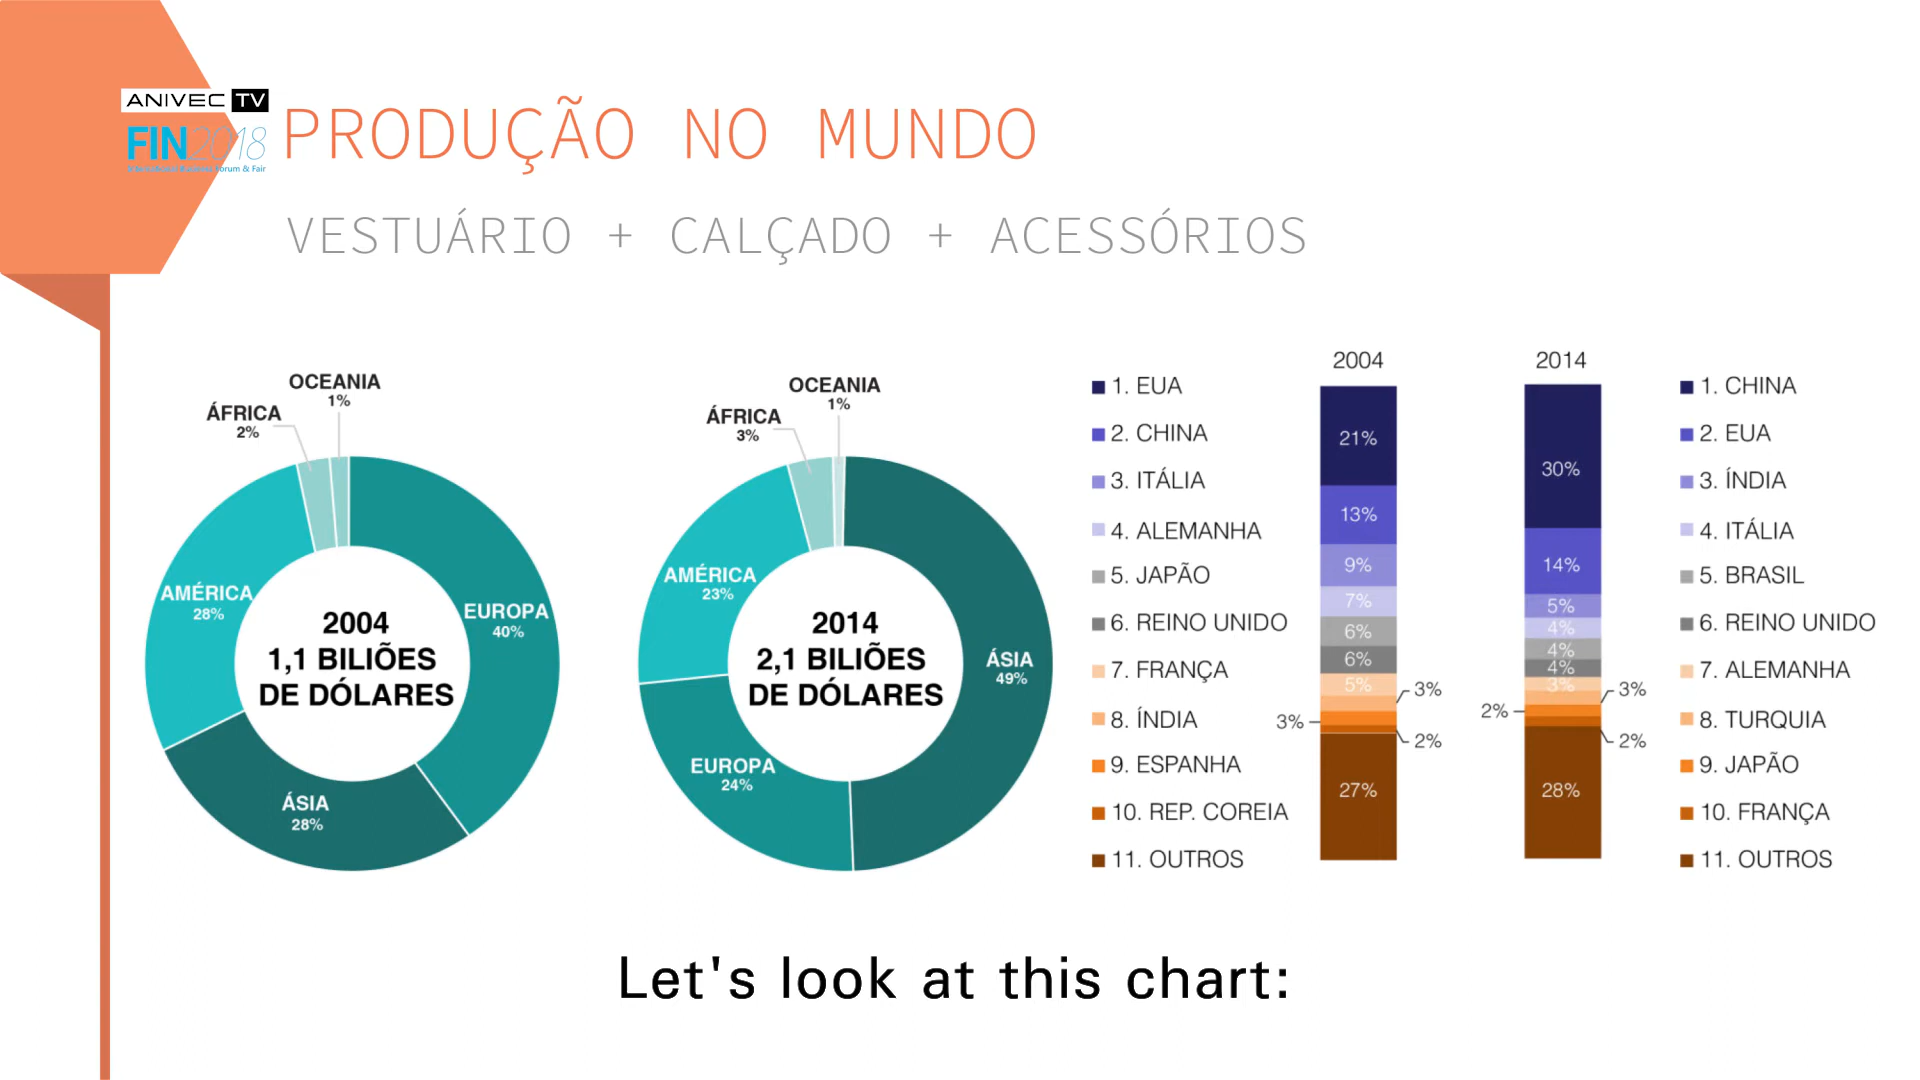 ANIVEC TV
FIN2018
PRODUÇÃO NO MUNDO
VESTUÁRIO + CALÇADO + ACESSÓRIOS
OCEANIA
1%
ÁFRICA
2%
AMÉRICA
28%
EUROPA
40%
ÁSIA
28%
2004
1,1 BILIÕES
DE DÓLARES
OCEANIA
1%
ÁFRICA
3%
AMÉRICA
23%
ÁSIA
49%
EUROPA
24%
2014
2,1 BILIÕES
DE DÓLARES
1. EUA
2. CHINA
3. ITÁLIA
4. ALEMANHA
5. JAPÃO
6. REINO UNIDO
7. FRANÇA
8. ÍNDIA
9. ESPANHA
10. REP. COREIA
11. OUTROS
2004
21%
13%
9%
7%
6%
6%
5%
3%
3%
2%
27%
2014
30%
14%
5%
4%
4%
4%
3%
3%
2%
2%
28%
1. CHINA
2. EUA
3. ÍNDIA
4. ITÁLIA
5. BRASIL
6. REINO UNIDO
7. ALEMANHA
8. TURQUIA
9. JAPÃO
10. FRANÇA
11. OUTROS
Let's look at this chart: